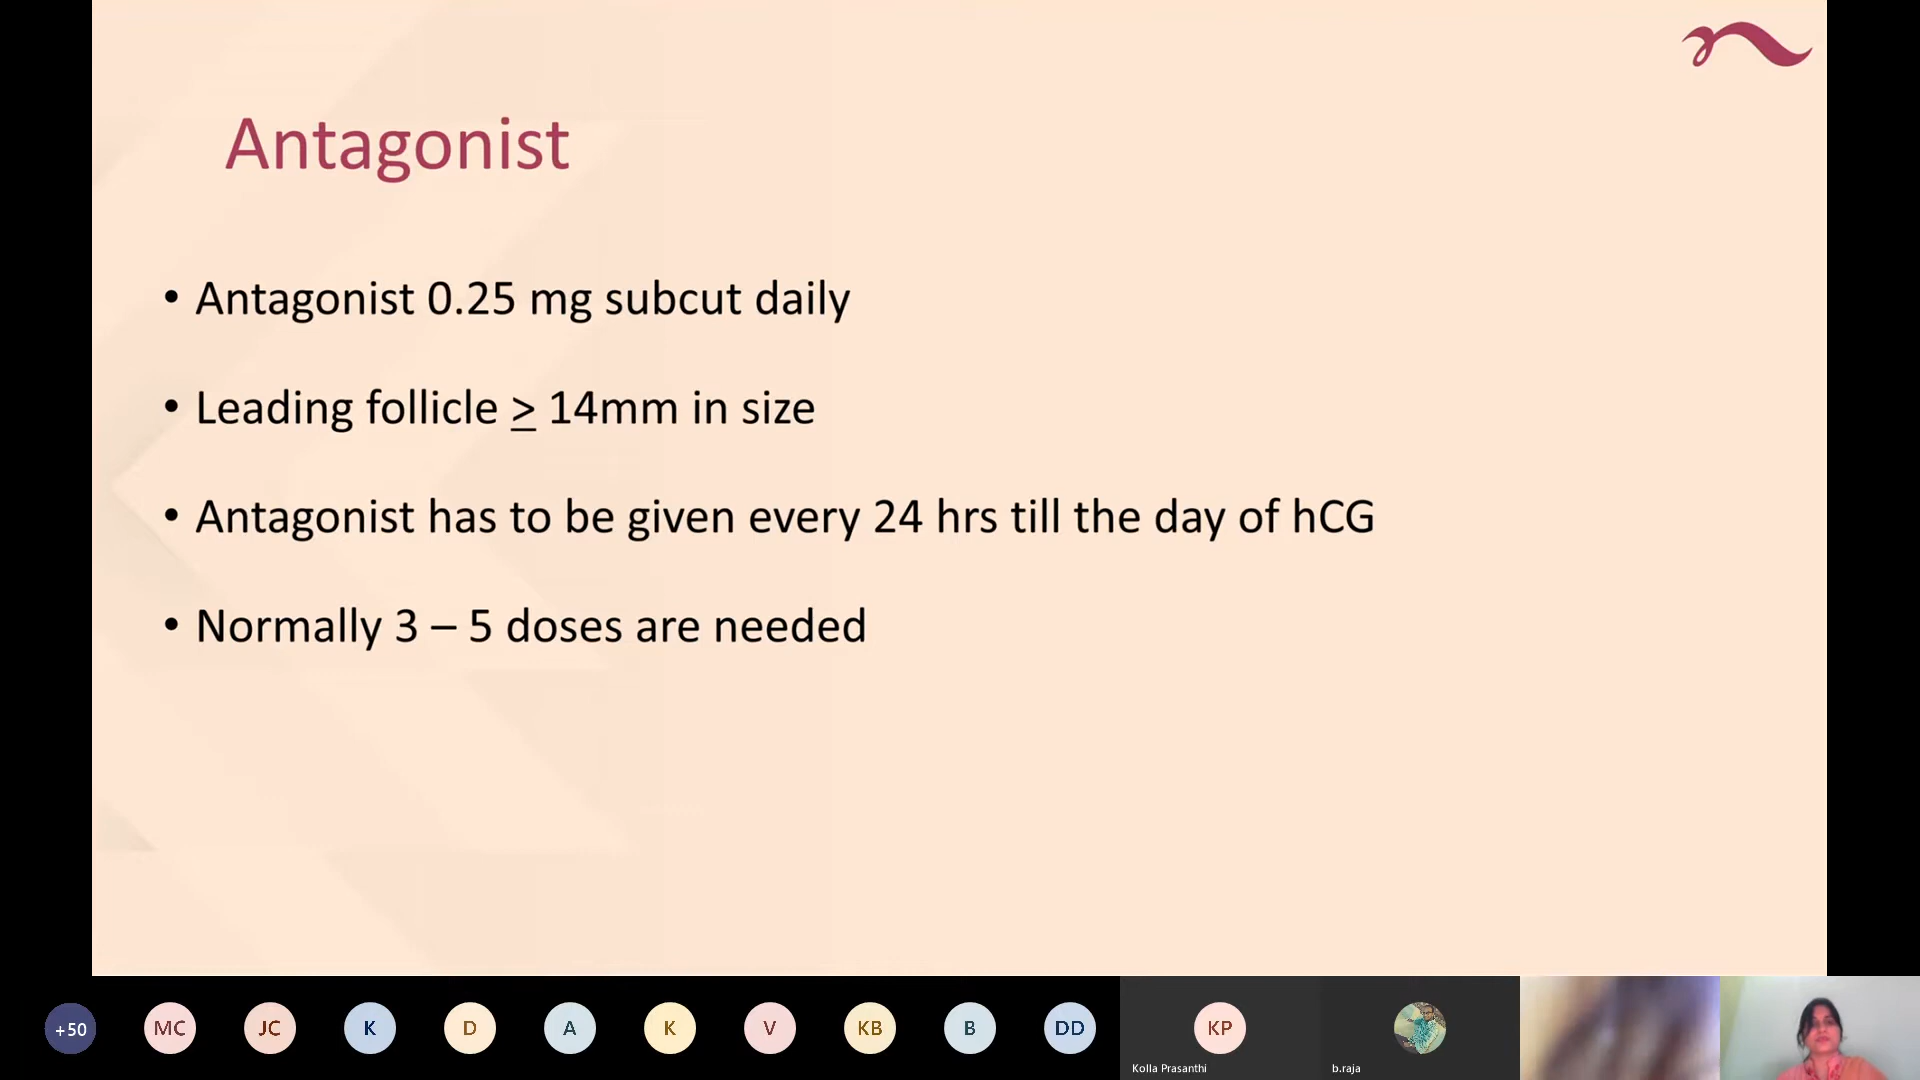 Antagonist
• Antagonist 0.25 mg subcut daily
• Leading follicle ≥ 14mm in size
• Antagonist has to be given every 24 hrs till the day of hCG
• Normally 3 – 5 doses are needed
+50 MC JC K D A K V KB B DD KP
Kolla Prasanthi b.raja